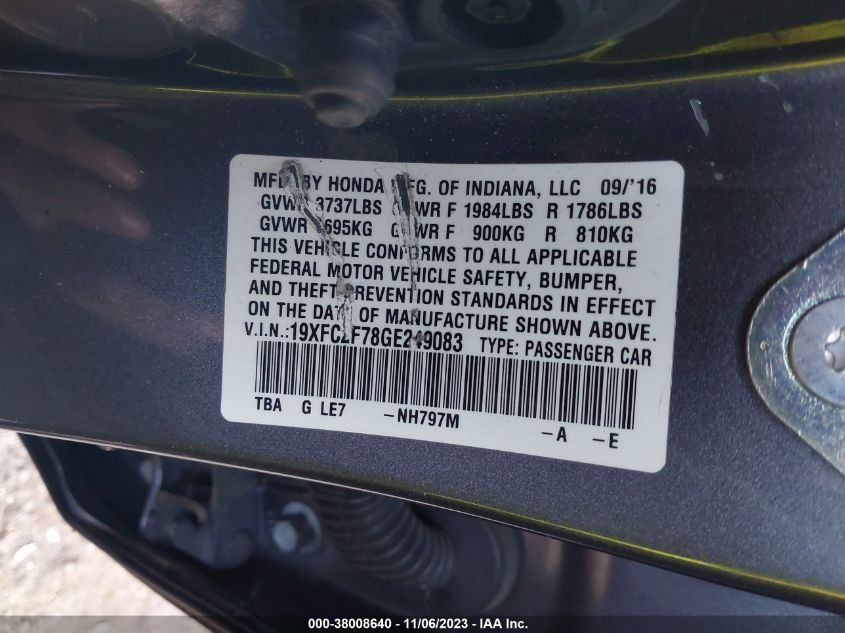 MFD. BY HONDA MFG. OF INDIANA, LLC 09/'16
GVWR 3737LBS GAWR F 1984LBS R 1786LBS
GVWR 1695KG GAWR F 900KG R 810KG
THIS VEHICLE CONFORMS TO ALL APPLICABLE
FEDERAL MOTOR VEHICLE SAFETY, BUMPER,
AND THEFT PREVENTION STANDARDS IN EFFECT
ON THE DATE OF MANUFACTURE SHOWN ABOVE.
V.I.N.:19XFC2F78GE249083 TYPE: PASSENGER CAR
TBA G LE7 -NH797M -A -E
000-38008640 - 11/06/2023 - IAA Inc.